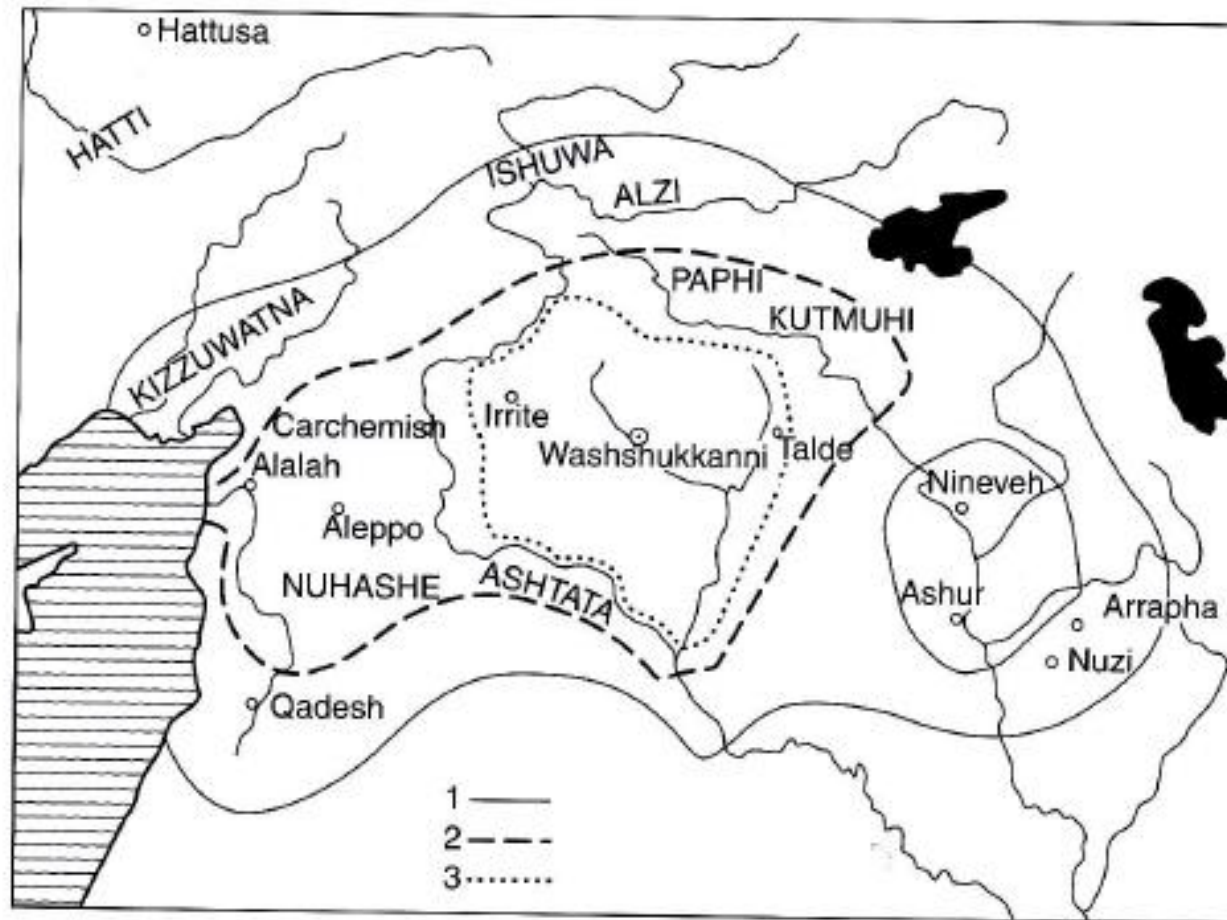 Hattusa
HATTI
ISHUWA
ALZI
PAPHI
KUTMUHI
KIZZUWATNA
Carchemish
Irrite
Washshukkanni
Talde
Alalah
Aleppo
Nineveh
NUHASHE
ASHTATA
Ashur
Arrapha
Nuzi
Qadesh
1
2
3